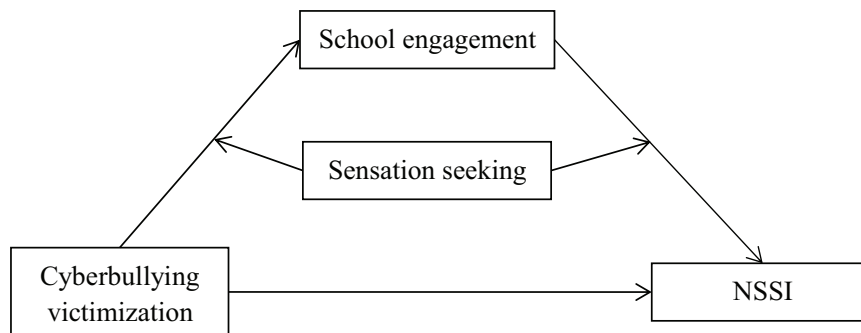 School engagement
Sensation seeking
Cyberbullying
victimization
NSSI